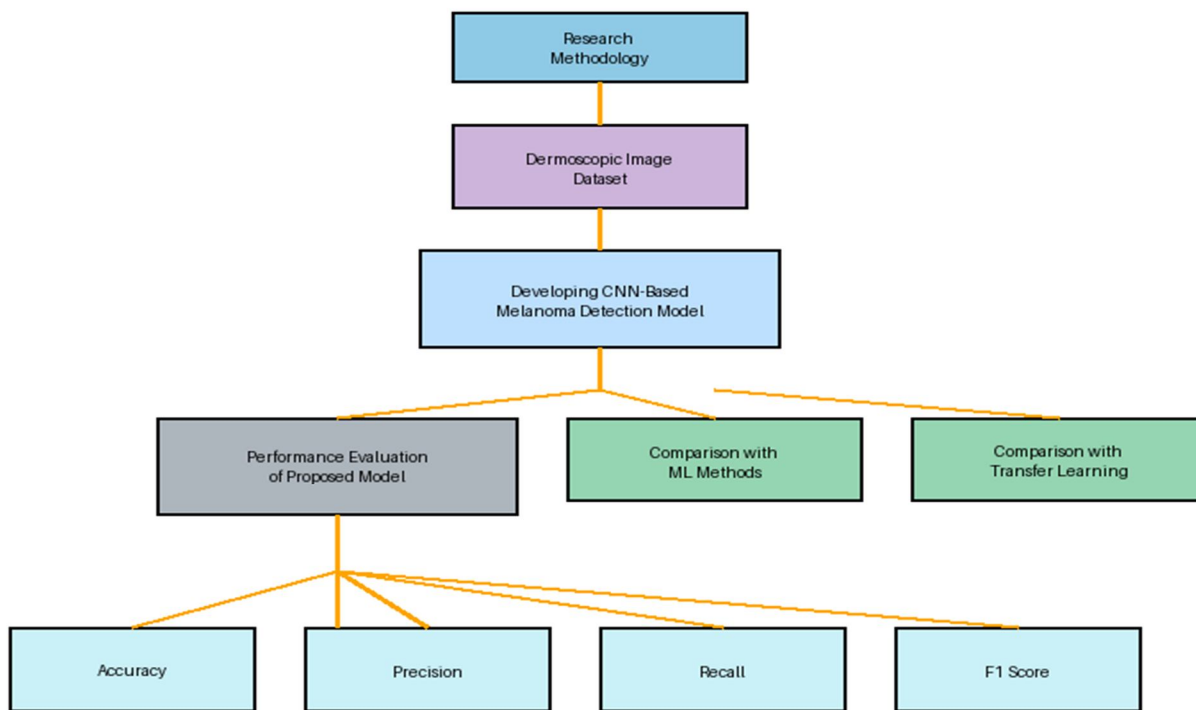 Research
Methodology
Dermoscopic Image
Dataset
Developing CNN-Based
Melanoma Detection Model
Performance Evaluation
of Proposed Model
Comparison with
ML Methods
Comparison with
Transfer Learning
Accuracy
Precision
Recall
F1 Score